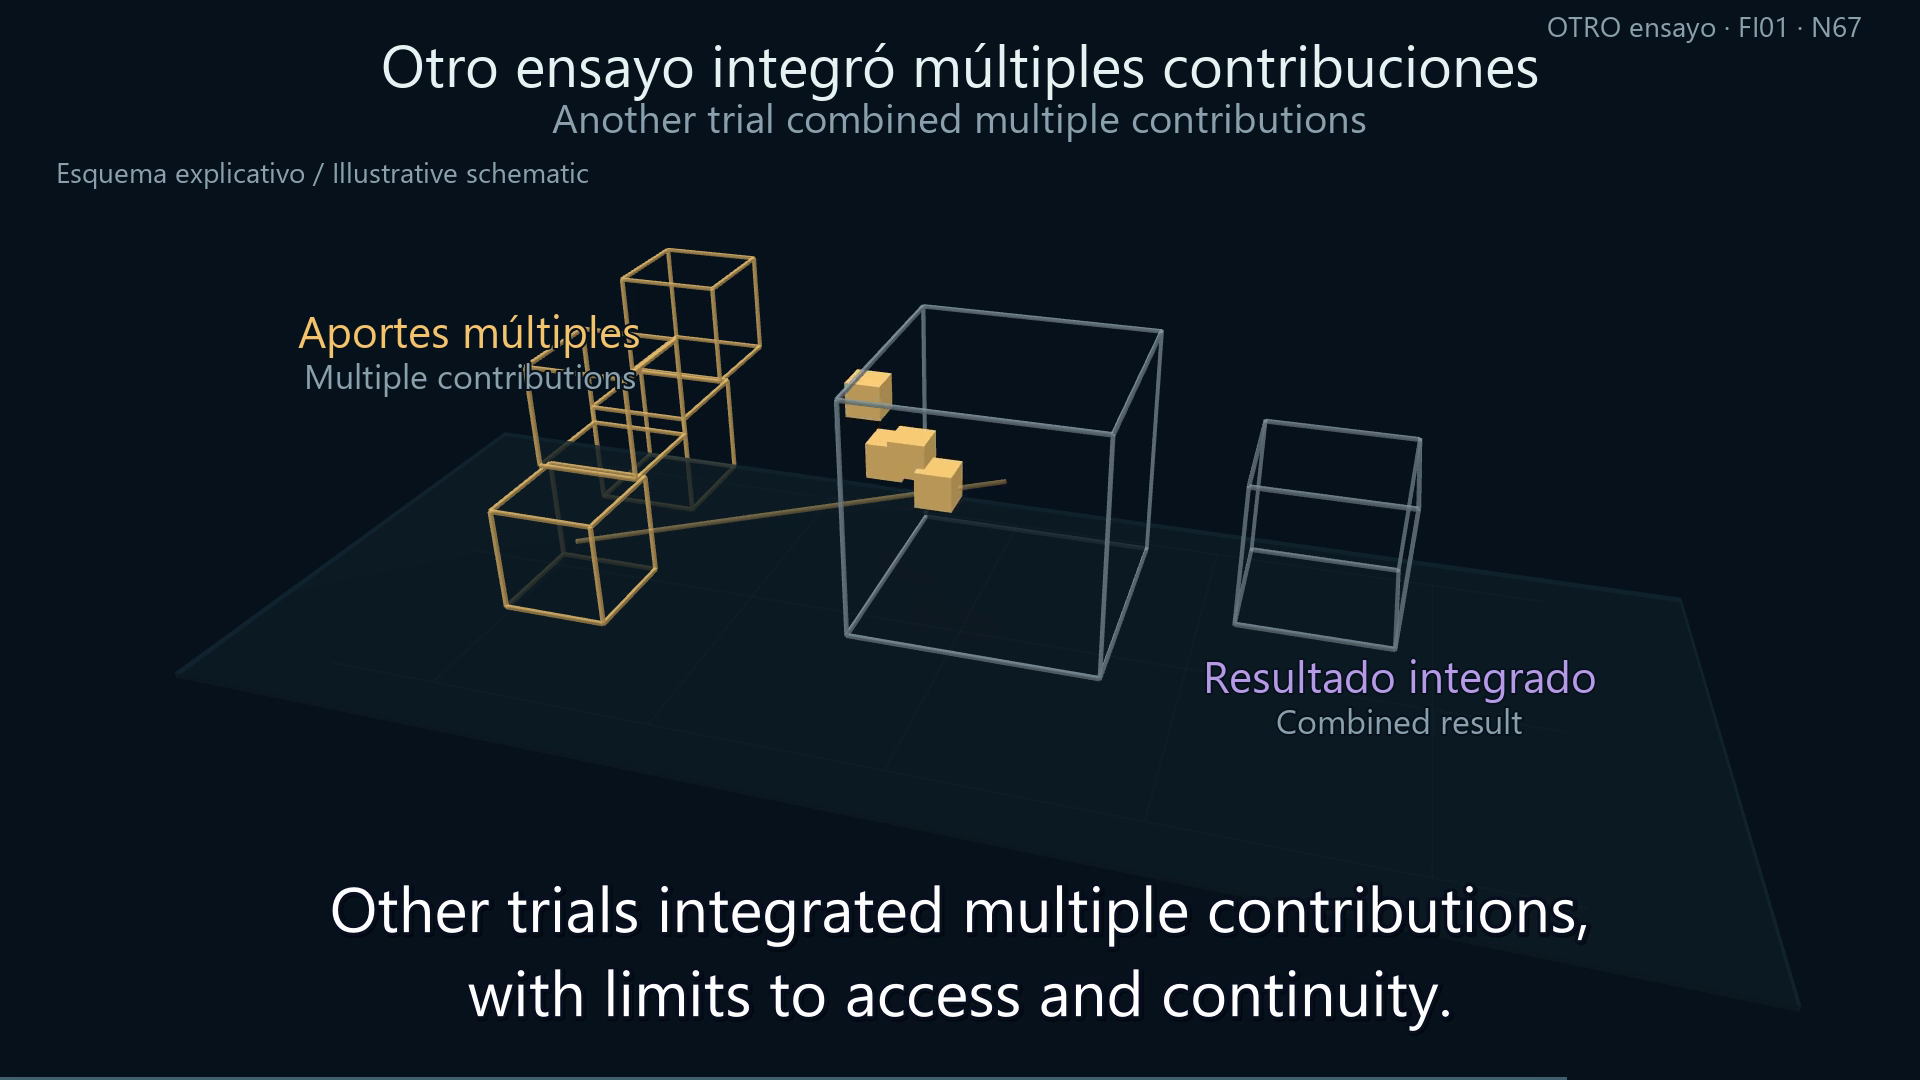 OTRO ensayo · FI01 · N67
Otro ensayo integró múltiples contribuciones
Another trial combined multiple contributions
Esquema explicativo / Illustrative schematic
Aportes múltiples
Multiple contributions
Resultado integrado
Combined result
Other trials integrated multiple contributions,
with limits to access and continuity.